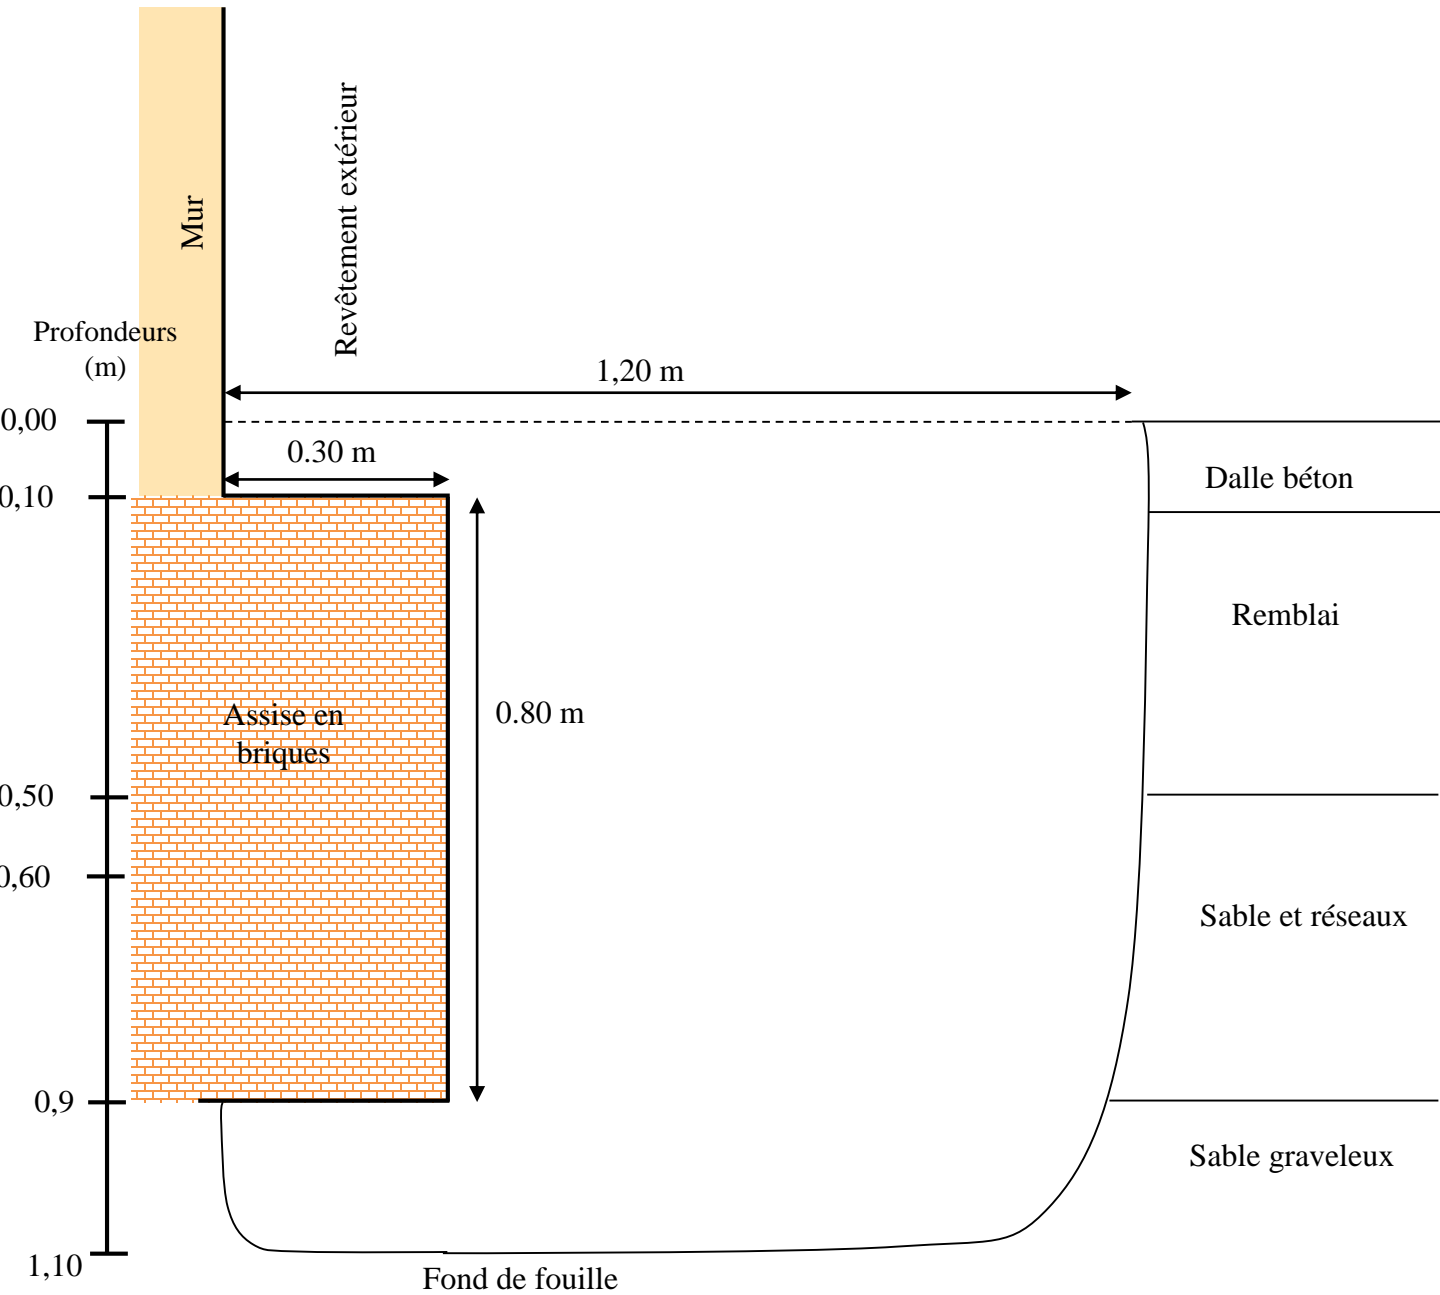 Revêtement extérieur
Mur
Profondeurs
(m)
1,20 m
0,00
0.30 m
Dalle béton
0,10
Remblai
Assise en
briques
0.80 m
0,50
0,60
Sable et réseaux
0,9
Sable graveleux
1,10
Fond de fouille